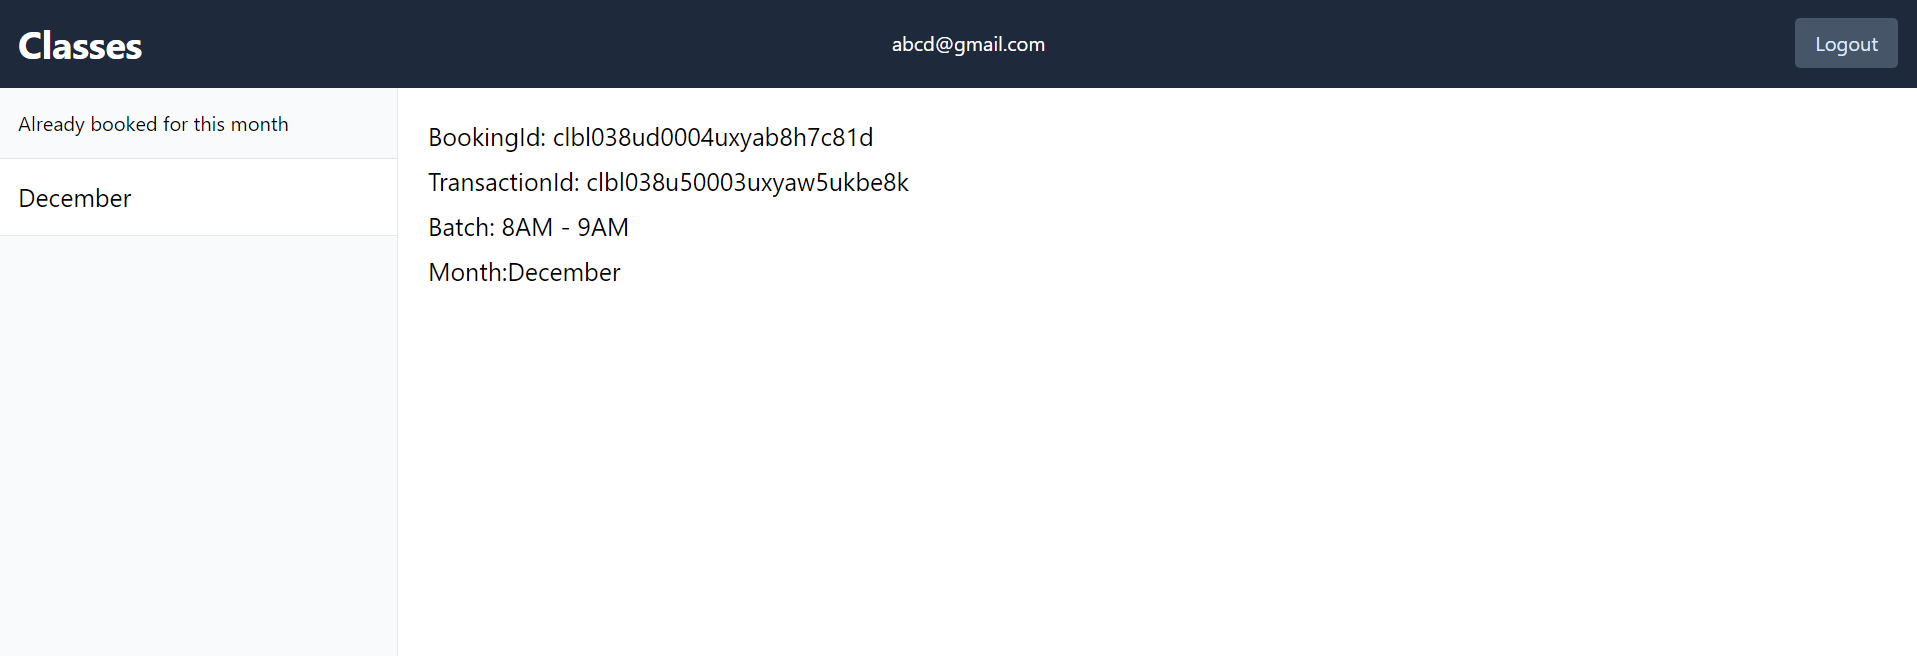 Classes
abcd@gmail.com
Logout
Already booked for this month
December
BookingId: clbl038ud0004uxyab8h7c81d
TransactionId: clbl038u50003uxyaw5ukbe8k
Batch: 8AM - 9AM
Month:December